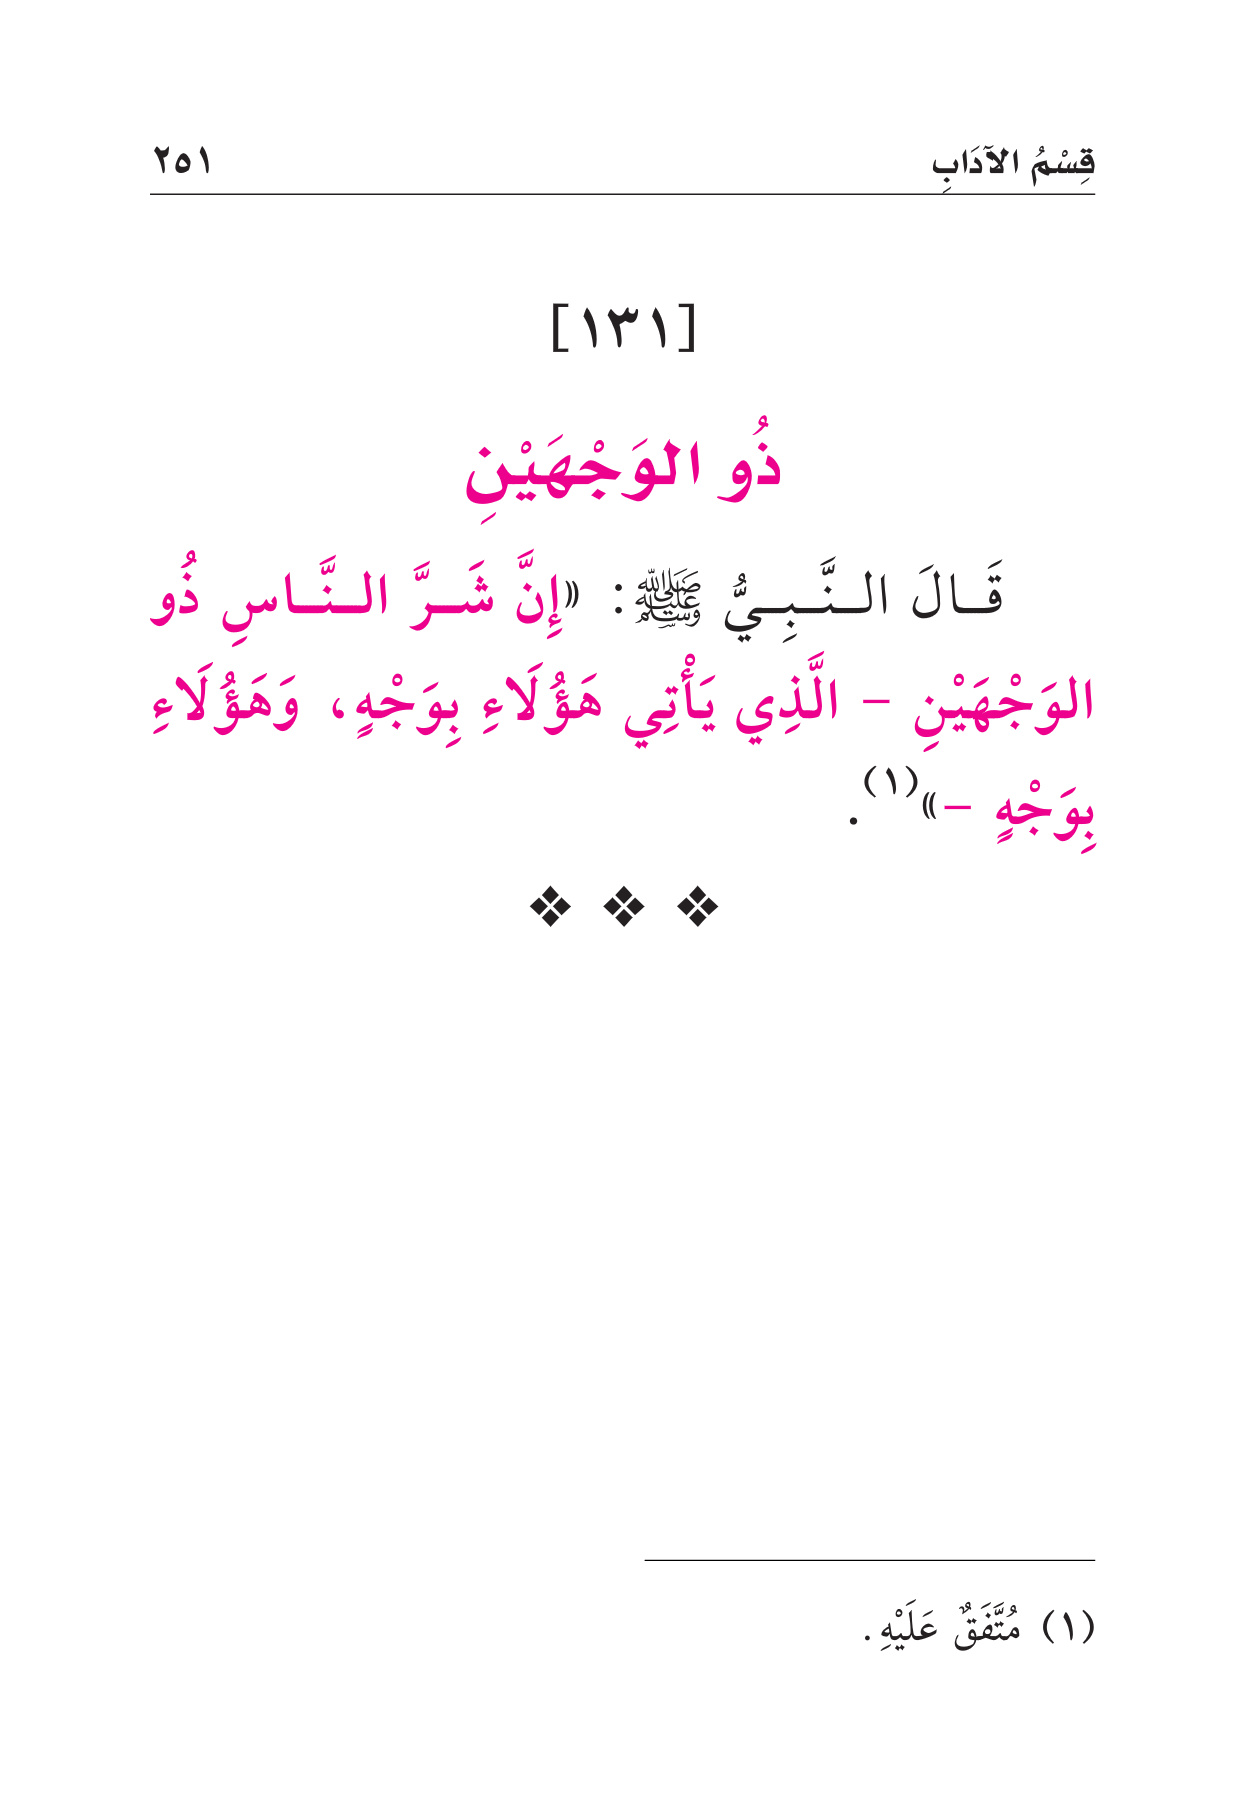 قِسْمُ الآدَابِ ٢٥١
[١٣١]
ذُو الوَجْهَيْنِ
قَالَ النَّبِيُّ ﷺ: «إِنَّ شَرَّ النَّاسِ ذُو
الوَجْهَيْنِ - الَّذِي يَأْتِي هَؤُلَاءِ بِوَجْهٍ، وَهَؤُلَاءِ
بِوَجْهٍ -»(١).
(١) مُتَّفَقٌ عَلَيْهِ.